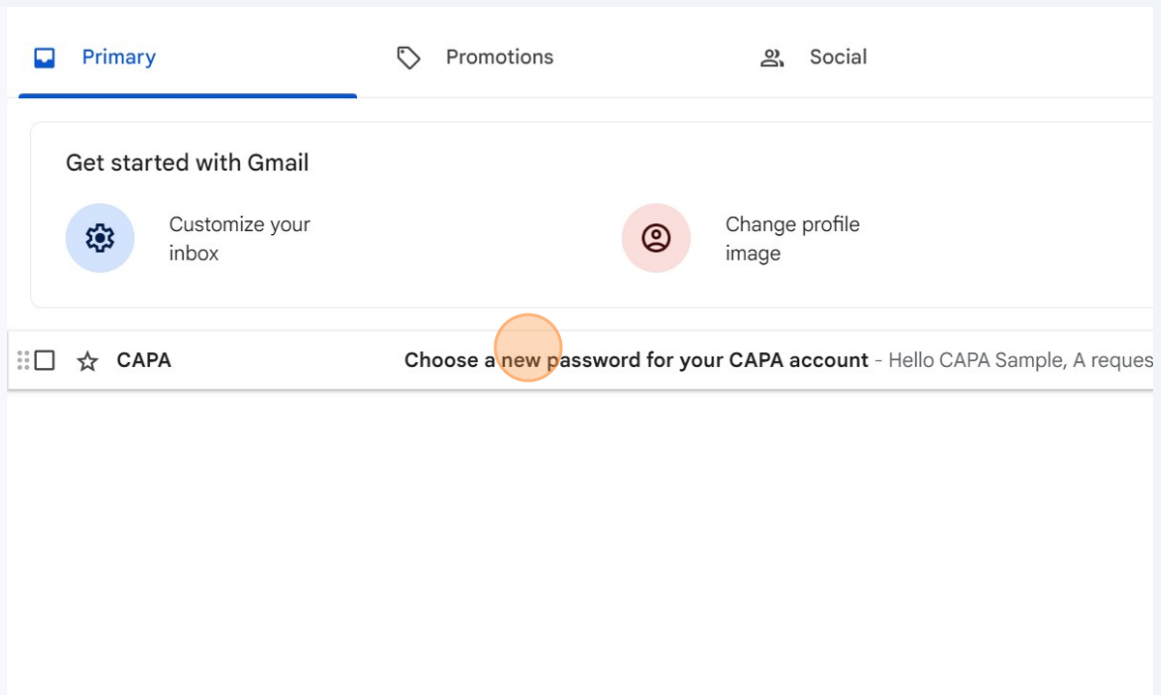 Primary
Promotions
Social
Get started with Gmail
Customize your
inbox
Change profile
image
CAPA
Choose a new password for your CAPA account - Hello CAPA Sample, A reques